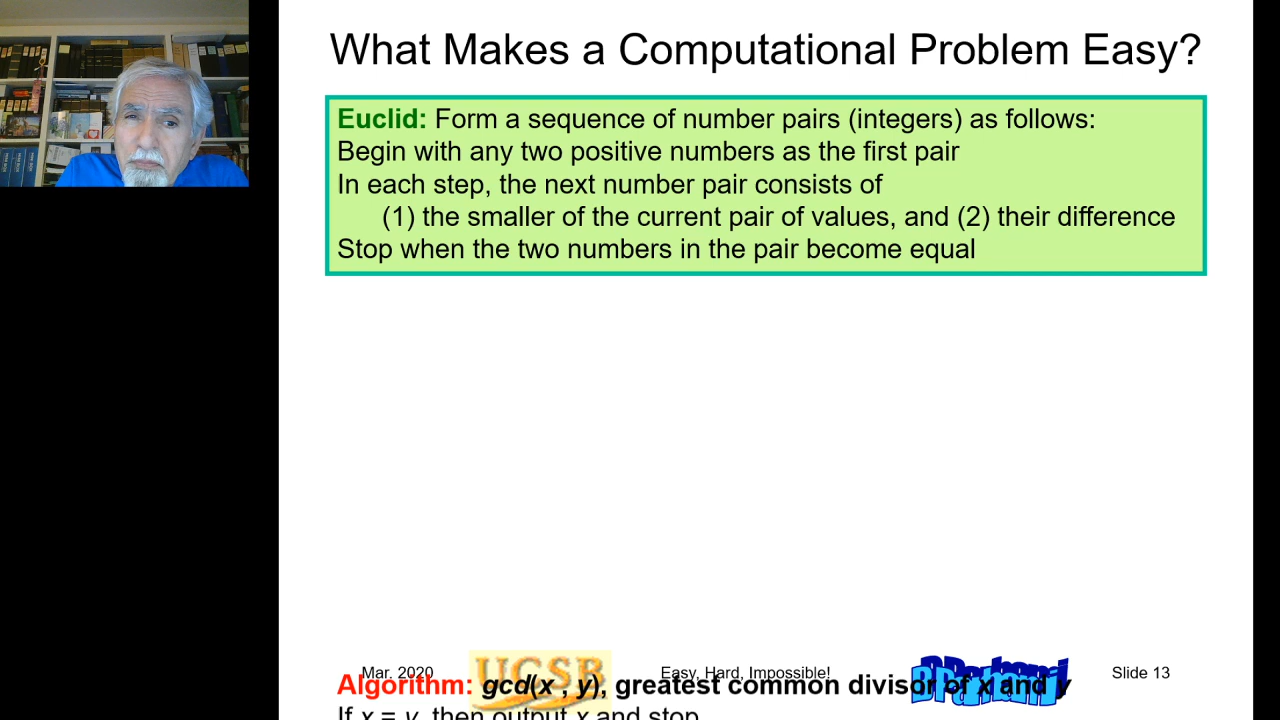 What Makes a Computational Problem Easy?
Euclid: Form a sequence of number pairs (integers) as follows:
Begin with any two positive numbers as the first pair
In each step, the next number pair consists of
(1) the smaller of the current pair of values, and (2) their difference
Stop when the two numbers in the pair become equal
Mar. 2020
UCSB
Easy, Hard, Impossible!
B Parhami
Slide 13
Algorithm: gcd(x , y), greatest common divisor of x and y
If x = y, then output x and stop